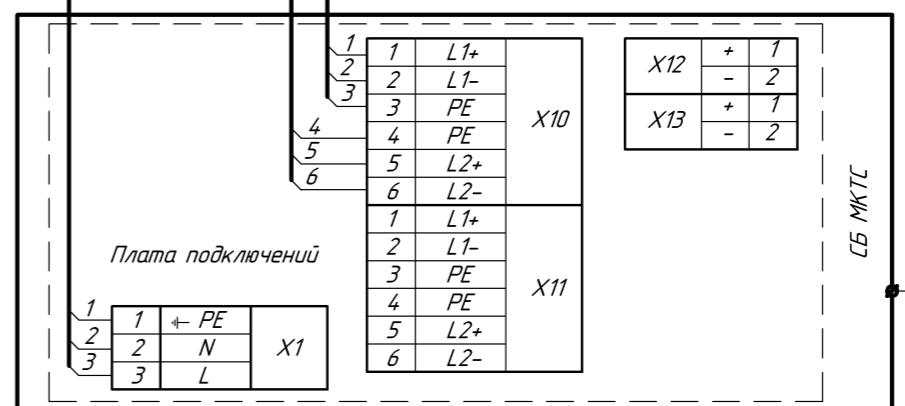 1 1 L1+
2 2 L1-
3 3 PE
4 4 PE
5 5 L2+
6 6 L2-
X10
1 L1+
2 L1-
3 PE
4 PE
5 L2+
6 L2-
X11
X12 + 1
- 2
X13 + 1
- 2
СБ МКТС
Плата подключений
1 1 PE
2 2 N
3 3 L
X1